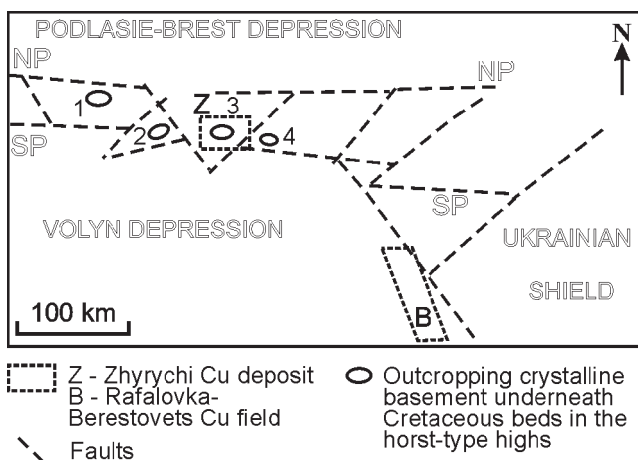 PODLASIE-BREST DEPRESSION
N
NP
NP
Z 3
1
2
4
SP
SP
VOLYN DEPRESSION
UKRAINIAN
SHIELD
100 km
B
Z - Zhyrychi Cu deposit
B - Rafalovka-
Berestovets Cu field
Faults
Outcropping crystalline
basement underneath
Cretaceous beds in the
horst-type highs